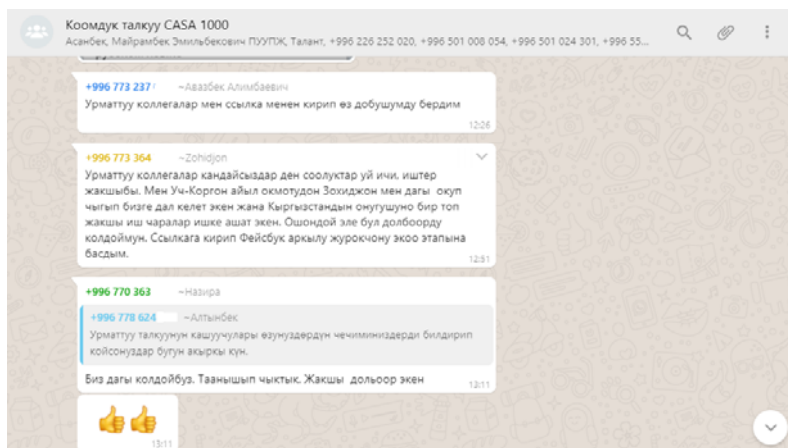 Коомдук талкуу CASA 1000
Асанбек, Майрамбек Эмильбекович ПУУПЖ, Талант, +996 226 252 020, +996 501 008 054, +996 501 024 301, +996 55...
+996 773 237 ~Авазбек Алимбаевич
Урматтуу коллегалар мен ссылка менен кирип өз добушумду бердим
12:26
+996 773 364 ~Zohidjon
Урматтуу коллегалар кандайсыздар ден соолуктар уй ичи, иштер
жакшыбы. Мен Уч-Коргон айыл окмотудон Зохиджон мен дагы окуп
чыгып бизге дал келет экен жана Кыргызстандын онугушуно бир топ
жакшы иш чаралар ишке ашат экен. Ошондой эле бул долбоорду
колдоймун. Ссылкага кирип Фейсбук аркылу журокчону экоо этапына
басдым.
12:51
+996 770 363 ~Назира
+996 778 624 ~Алтынбек
Урматтуу талкуунун кашуучулары өзунуздөрдүн чечиминиздерди билдирип
койсонуздар бугун акыркы күн.
Биз дагы колдойбуз. Таанышып чыктык. Жакшы дольоор экен
13:11
13:11